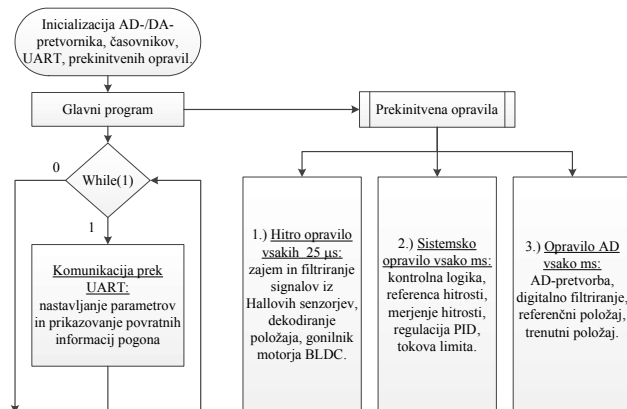 Inicializacija AD-/DA-
pretvornika, časovnikov,
UART, prekinitvenih opravil.
Glavni program
Prekinitvena opravila
0
While(1)
1
Komunikacija prek
UART:
nastavljanje parametrov
in prikazovanje povratnih
informacij pogona
1.) Hitro opravilo
vsakih 25 µs:
zajem in filtriranje
signalov iz
Hallovih senzorjev,
dekodiranje
položaja, gonilnik
motorja BLDC.
2.) Sistemsko
opravilo vsako ms:
kontrolna logika,
referenca hitrosti,
merjenje hitrosti,
regulacija PID,
tokova limita.
3.) Opravilo AD
vsako ms:
AD-pretvorba,
digitalno filtriranje,
referenčni položaj,
trenutni položaj.